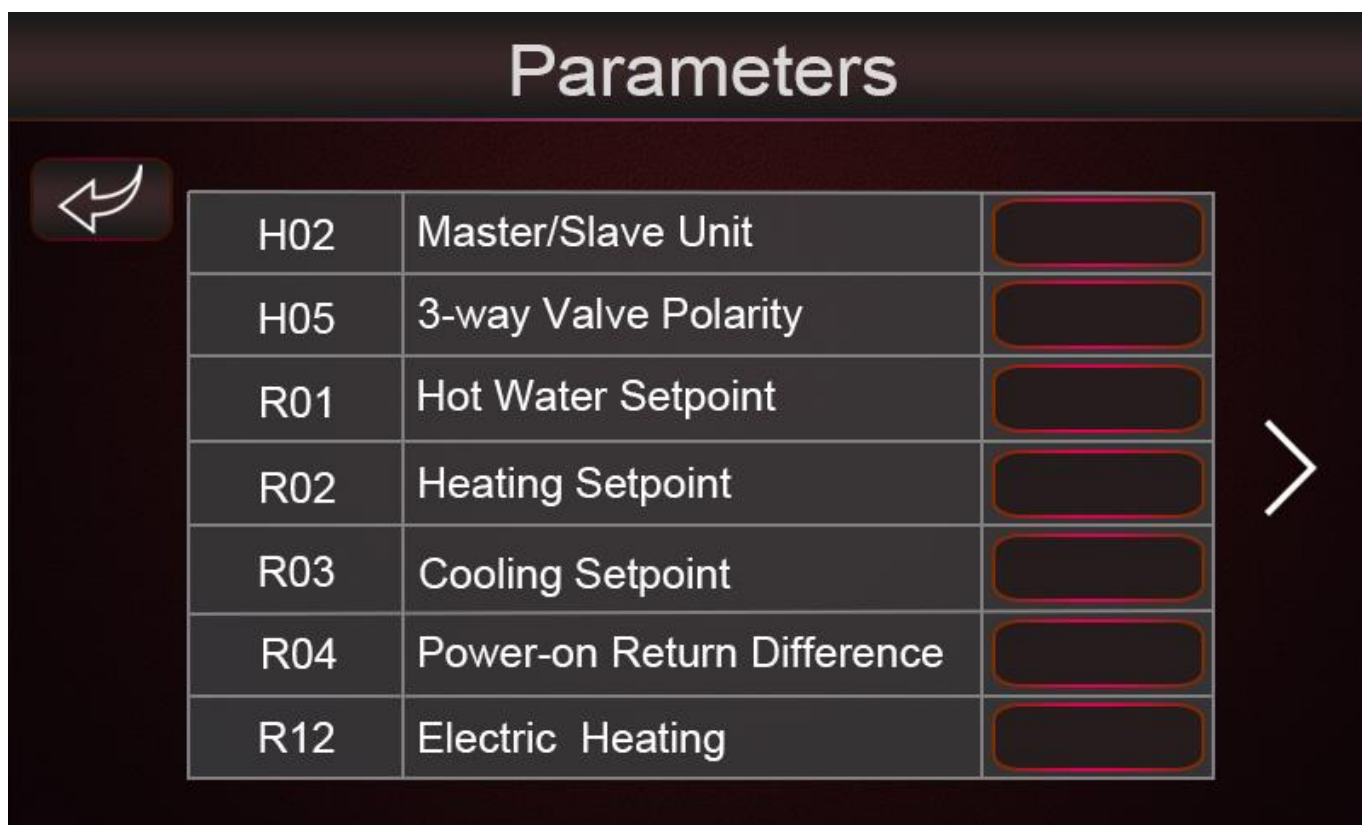 Parameters
H02 Master/Slave Unit
H05 3-way Valve Polarity
R01 Hot Water Setpoint
R02 Heating Setpoint
R03 Cooling Setpoint
R04 Power-on Return Difference
R12 Electric Heating